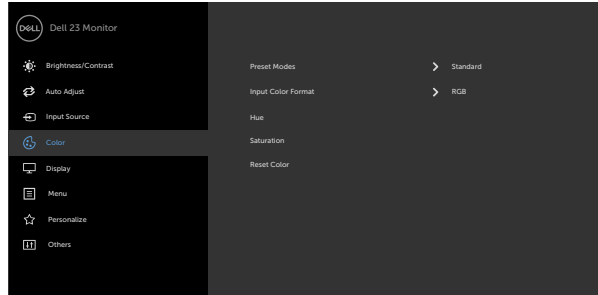 DELL Dell 23 Monitor
Brightness/Contrast
Auto Adjust
Input Source
Color
Display
Menu
Personalize
Others
Preset Modes Standard
Input Color Format RGB
Hue
Saturation
Reset Color